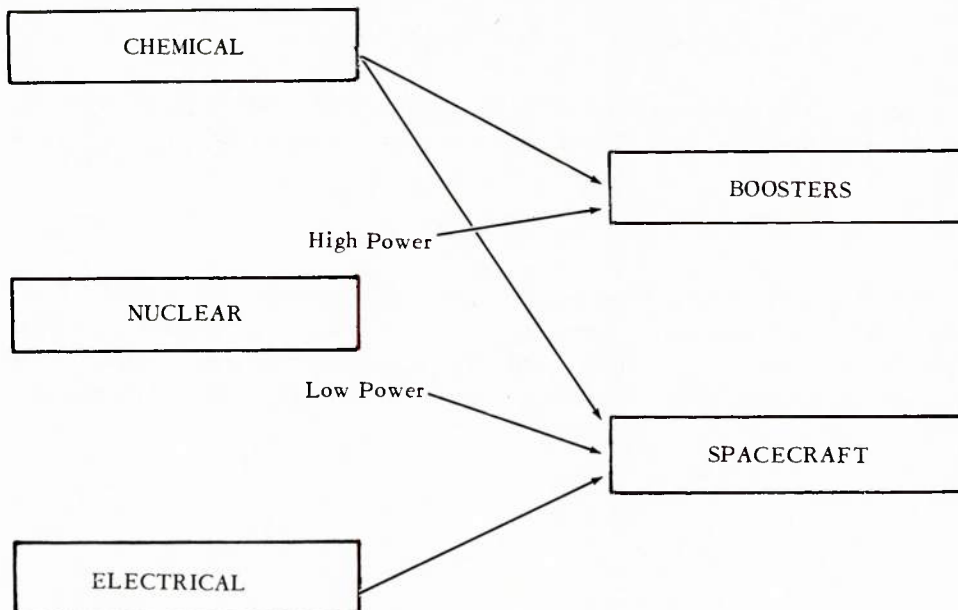 CHEMICAL
BOOSTERS
High Power
NUCLEAR
Low Power
SPACECRAFT
ELECTRICAL